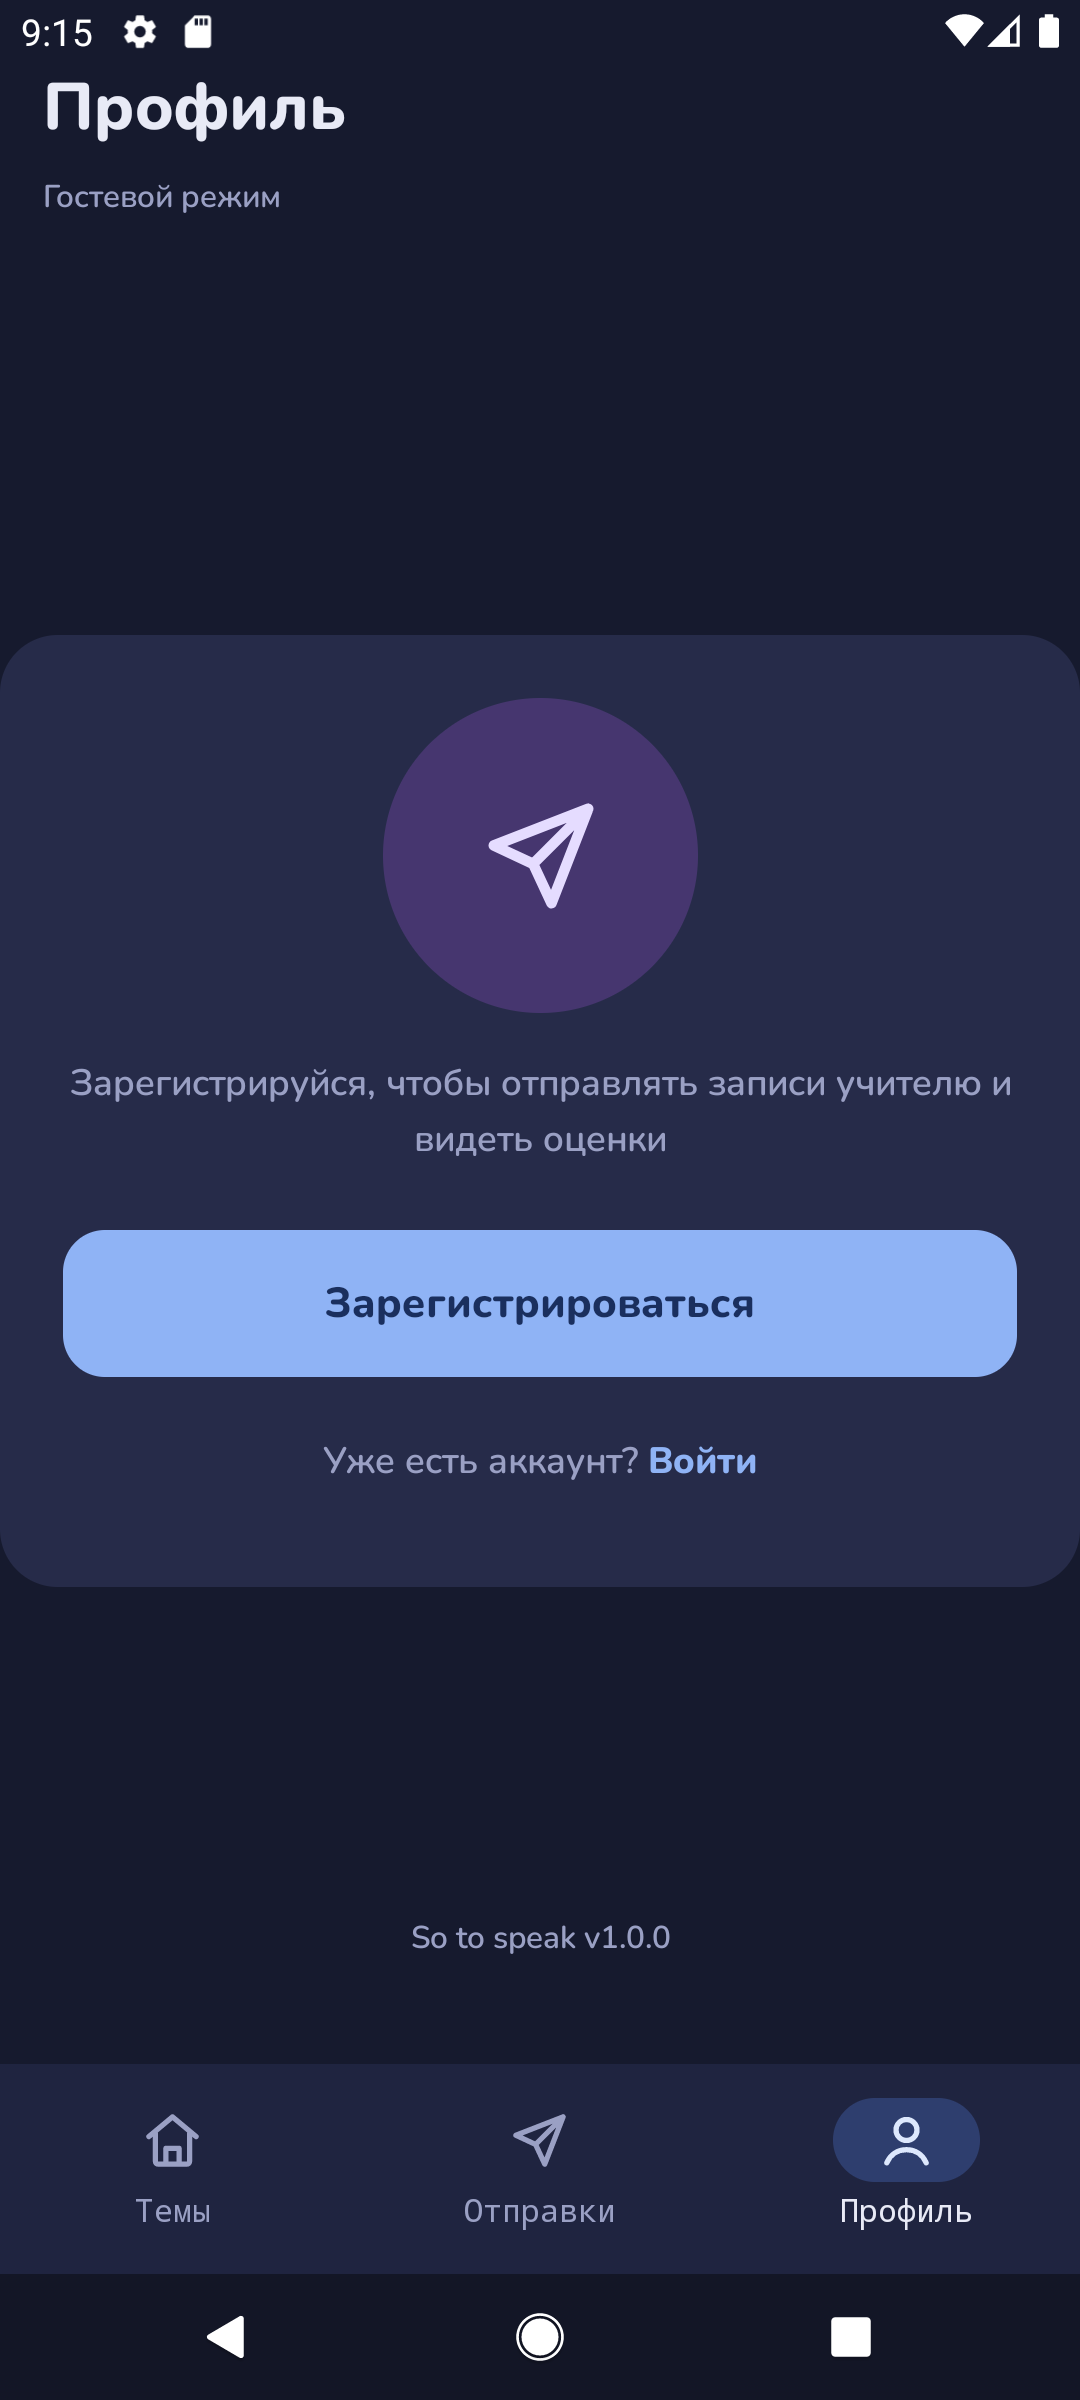 9:15
Профиль
Гостевой режим
Зарегистрируйся, чтобы отправлять записи учителю и
видеть оценки
Зарегистрироваться
Уже есть аккаунт? Войти
So to speak v1.0.0
Темы
Отправки
Профиль